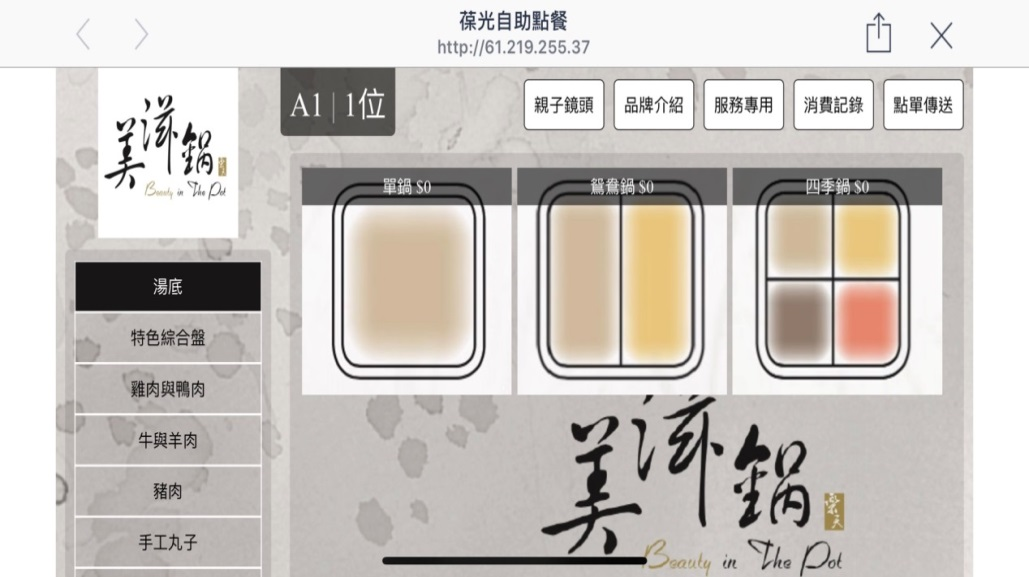 葆光自助點餐
http://61.219.255.37
美滋鍋
Beauty in The Pot
A1 | 1位
親子鏡頭
品牌介紹
服務專用
消費記錄
點單傳送
湯底
特色綜合盤
雞肉與鴨肉
牛與羊肉
豬肉
手工丸子
單鍋 $0
鴛鴦鍋 $0
四季鍋 $0
美滋鍋
Beauty in The Pot